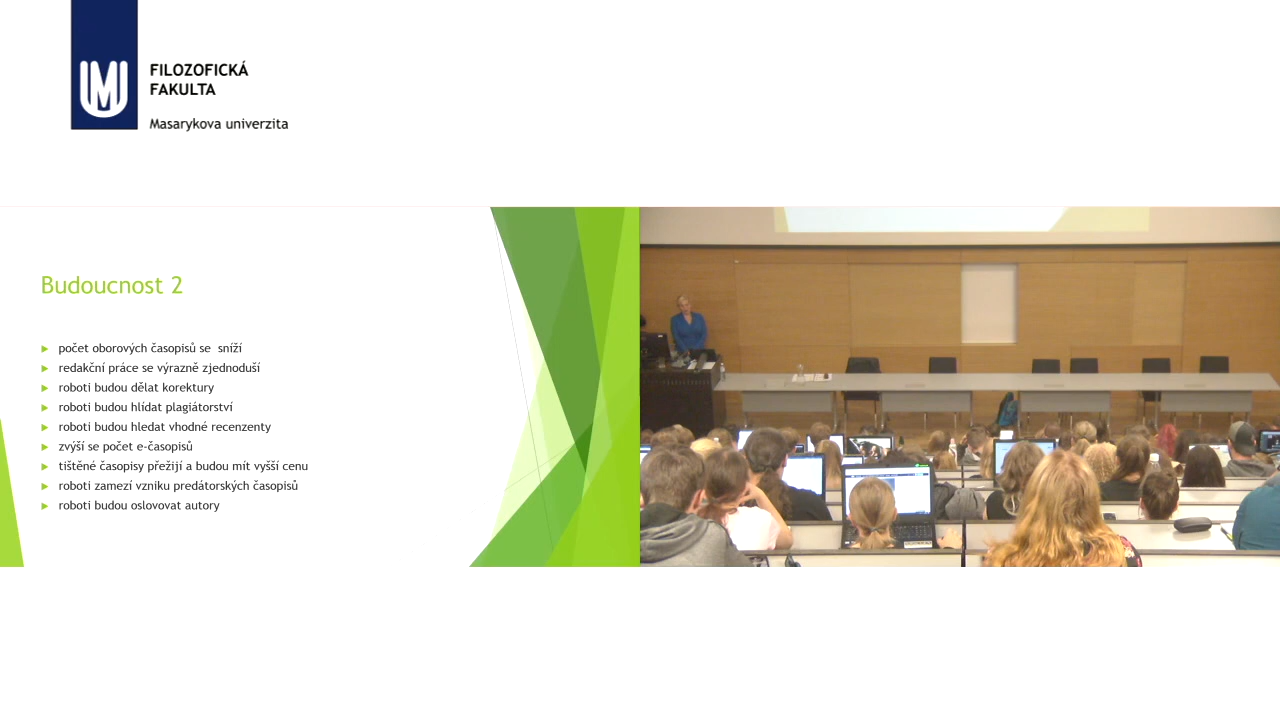 FILOZOFICKÁ
FAKULTA
Masarykova univerzita
Budoucnost 2
počet oborových časopisů se sníží
redakční práce se výrazně zjednoduší
roboti budou dělat korektury
roboti budou hlídat plagiátorství
roboti budou hledat vhodné recenzenty
zvýší se počet e-časopisů
tištěné časopisy přežijí a budou mít vyšší cenu
roboti zamezí vzniku predátorských časopisů
roboti budou oslovovat autory